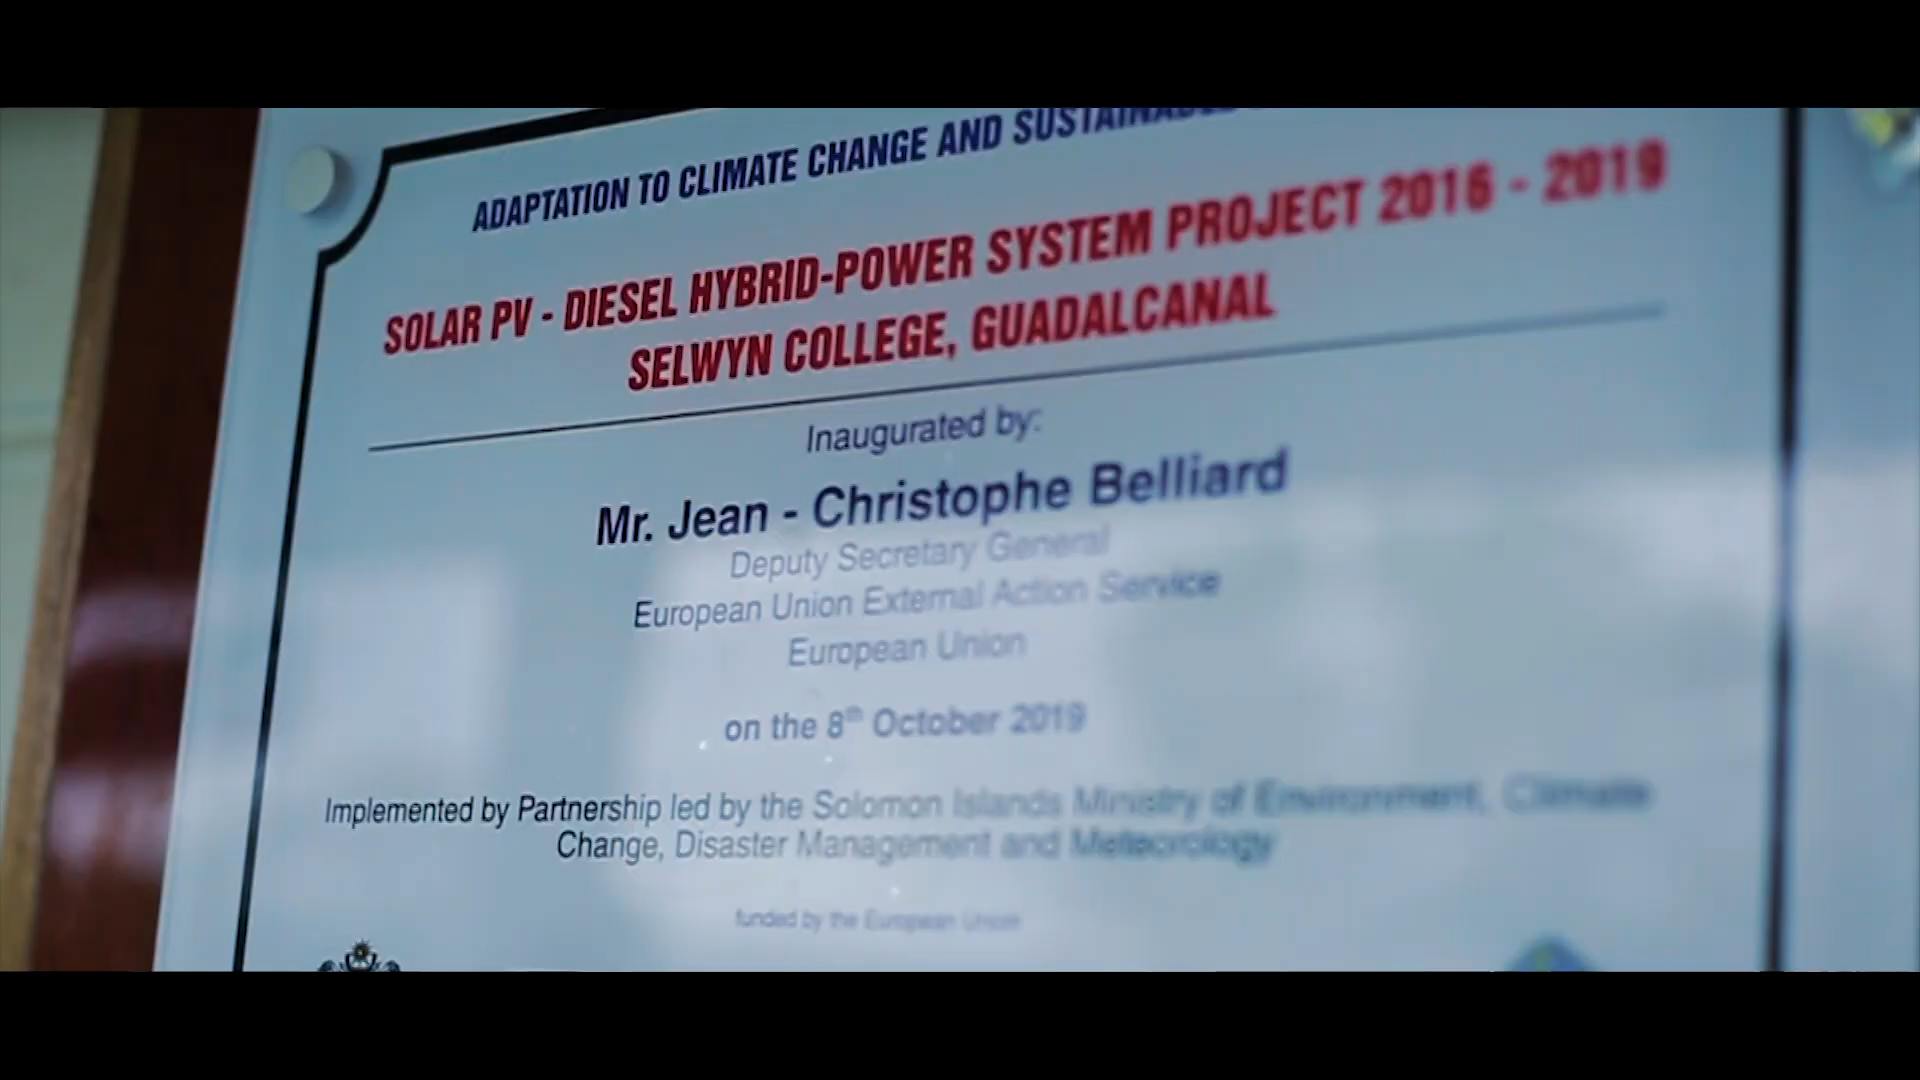 ADAPTATION TO CLIMATE CHANGE AND SUSTAINABLE
SOLAR PV - DIESEL HYBRID-POWER SYSTEM PROJECT 2016 - 2019
SELWYN COLLEGE, GUADALCANAL
Inaugurated by:
Mr. Jean - Christophe Belliard
Deputy Secretary General
European Union External Action Service
European Union
on the 8th October 2019
Implemented by Partnership led by the Solomon Islands Ministry of Environment, Climate
Change, Disaster Management and Meteorology
funded by the European Union